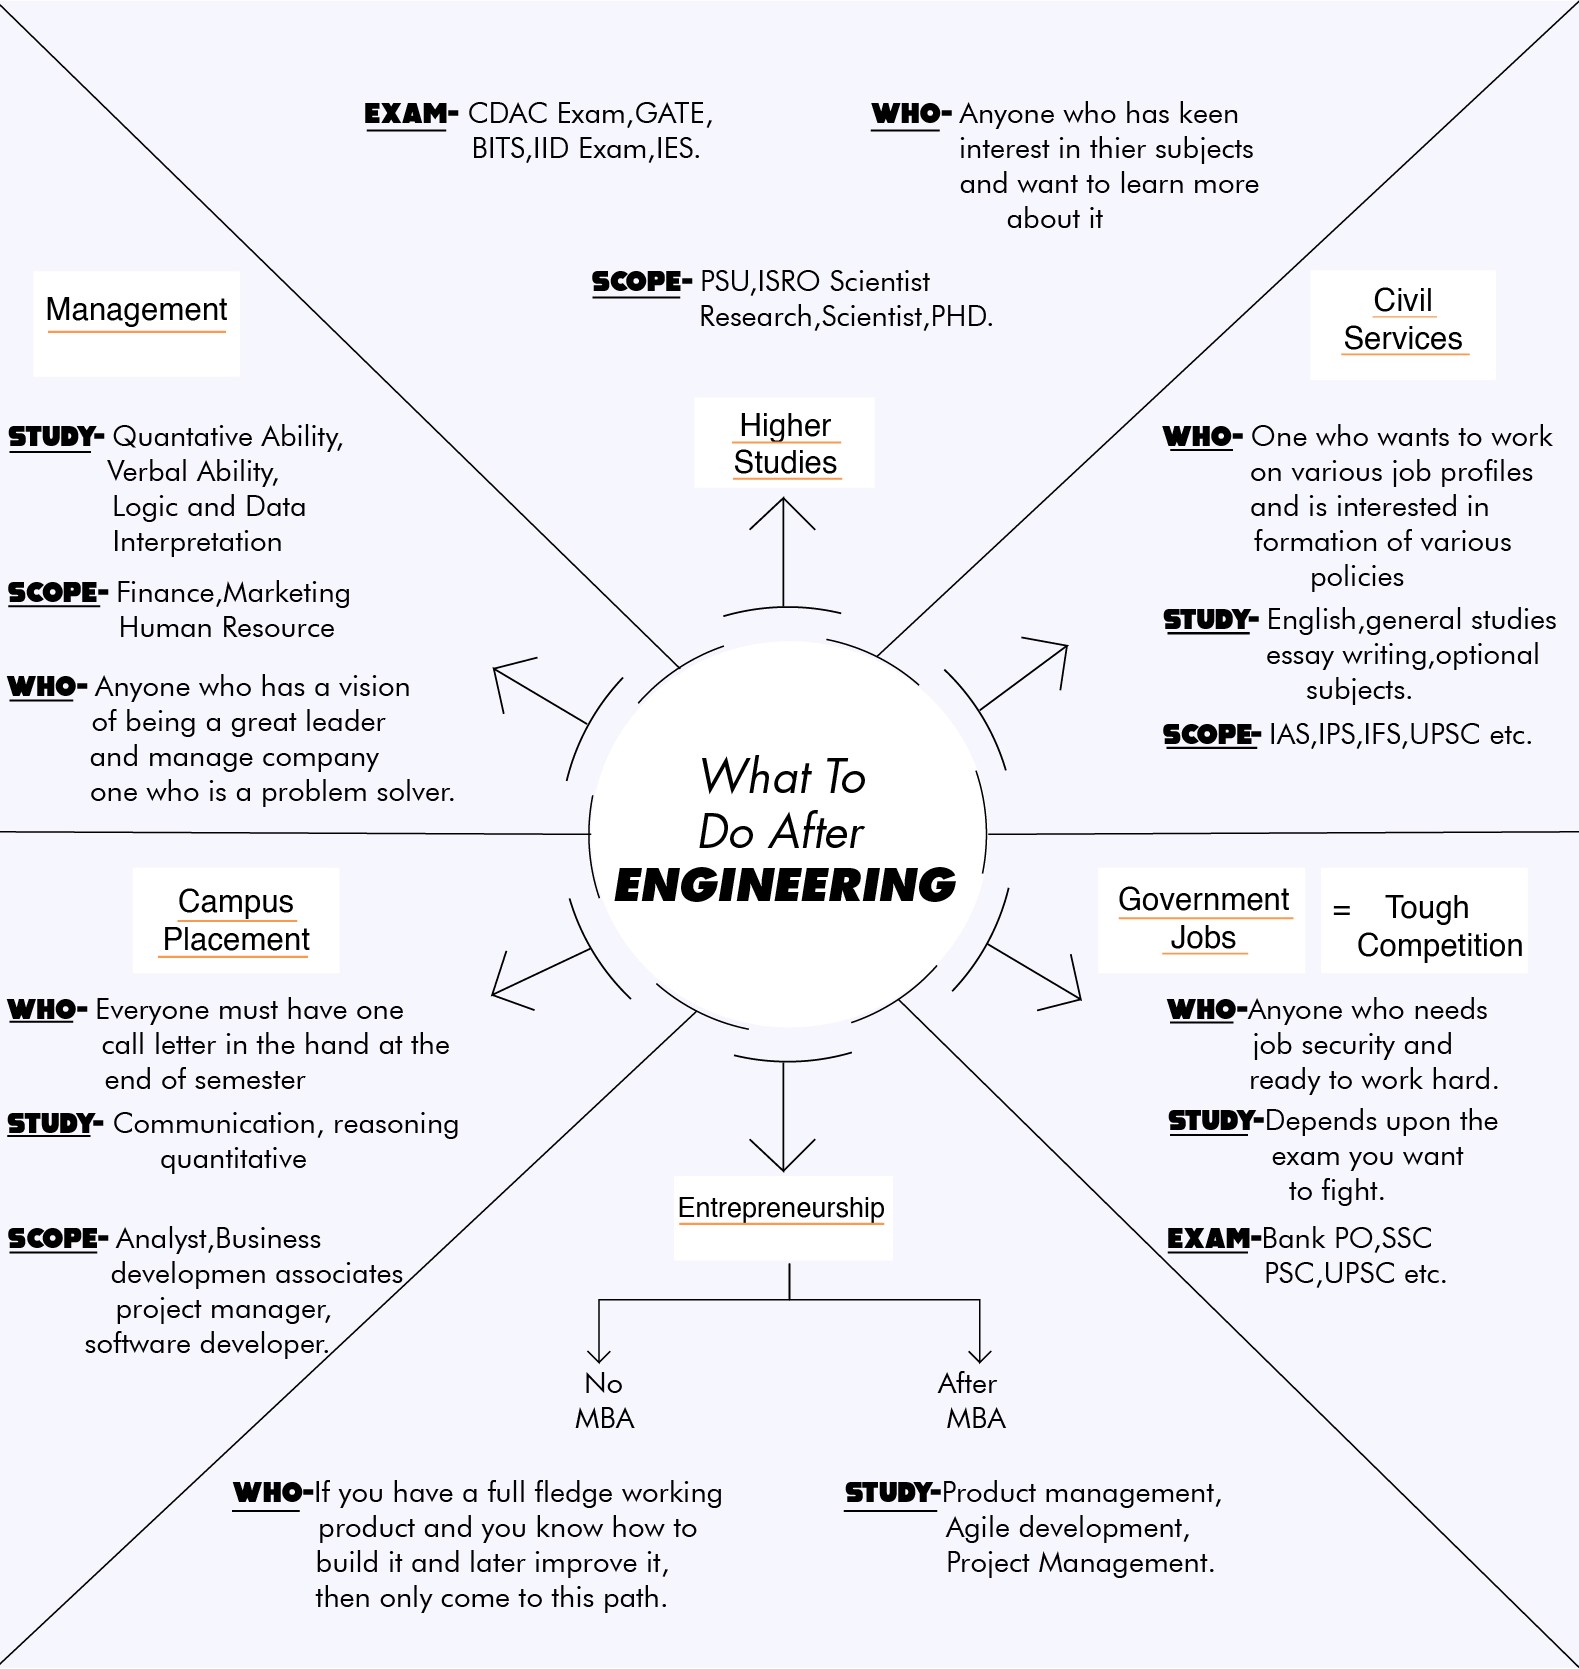 EXAM- CDAC Exam,GATE,
BITS,IID Exam,IES.
WHO- Anyone who has keen
interest in thier subjects
and want to learn more
about it
SCOPE- PSU,ISRO Scientist
Research,Scientist,PHD.
Higher
Studies
Management
STUDY- Quantative Ability,
Verbal Ability,
Logic and Data
Interpretation
SCOPE- Finance,Marketing
Human Resource
WHO- Anyone who has a vision
of being a great leader
and manage company
one who is a problem solver.
Civil
Services
WHO- One who wants to work
on various job profiles
and is interested in
formation of various
policies
STUDY- English,general studies
essay writing,optional
subjects.
SCOPE- IAS,IPS,IFS,UPSC etc.
What To
Do After
ENGINEERING
Campus
Placement
WHO- Everyone must have one
call letter in the hand at the
end of semester
STUDY- Communication, reasoning
quantitative
SCOPE- Analyst,Business
developmen associates
project manager,
software developer.
Government
Jobs
= Tough
Competition
WHO-Anyone who needs
job security and
ready to work hard.
STUDY-Depends upon the
exam you want
to fight.
EXAM-Bank PO,SSC
PSC,UPSC etc.
Entrepreneurship
No
MBA
After
MBA
WHO-If you have a full fledge working
product and you know how to
build it and later improve it,
then only come to this path.
STUDY-Product management,
Agile development,
Project Management.